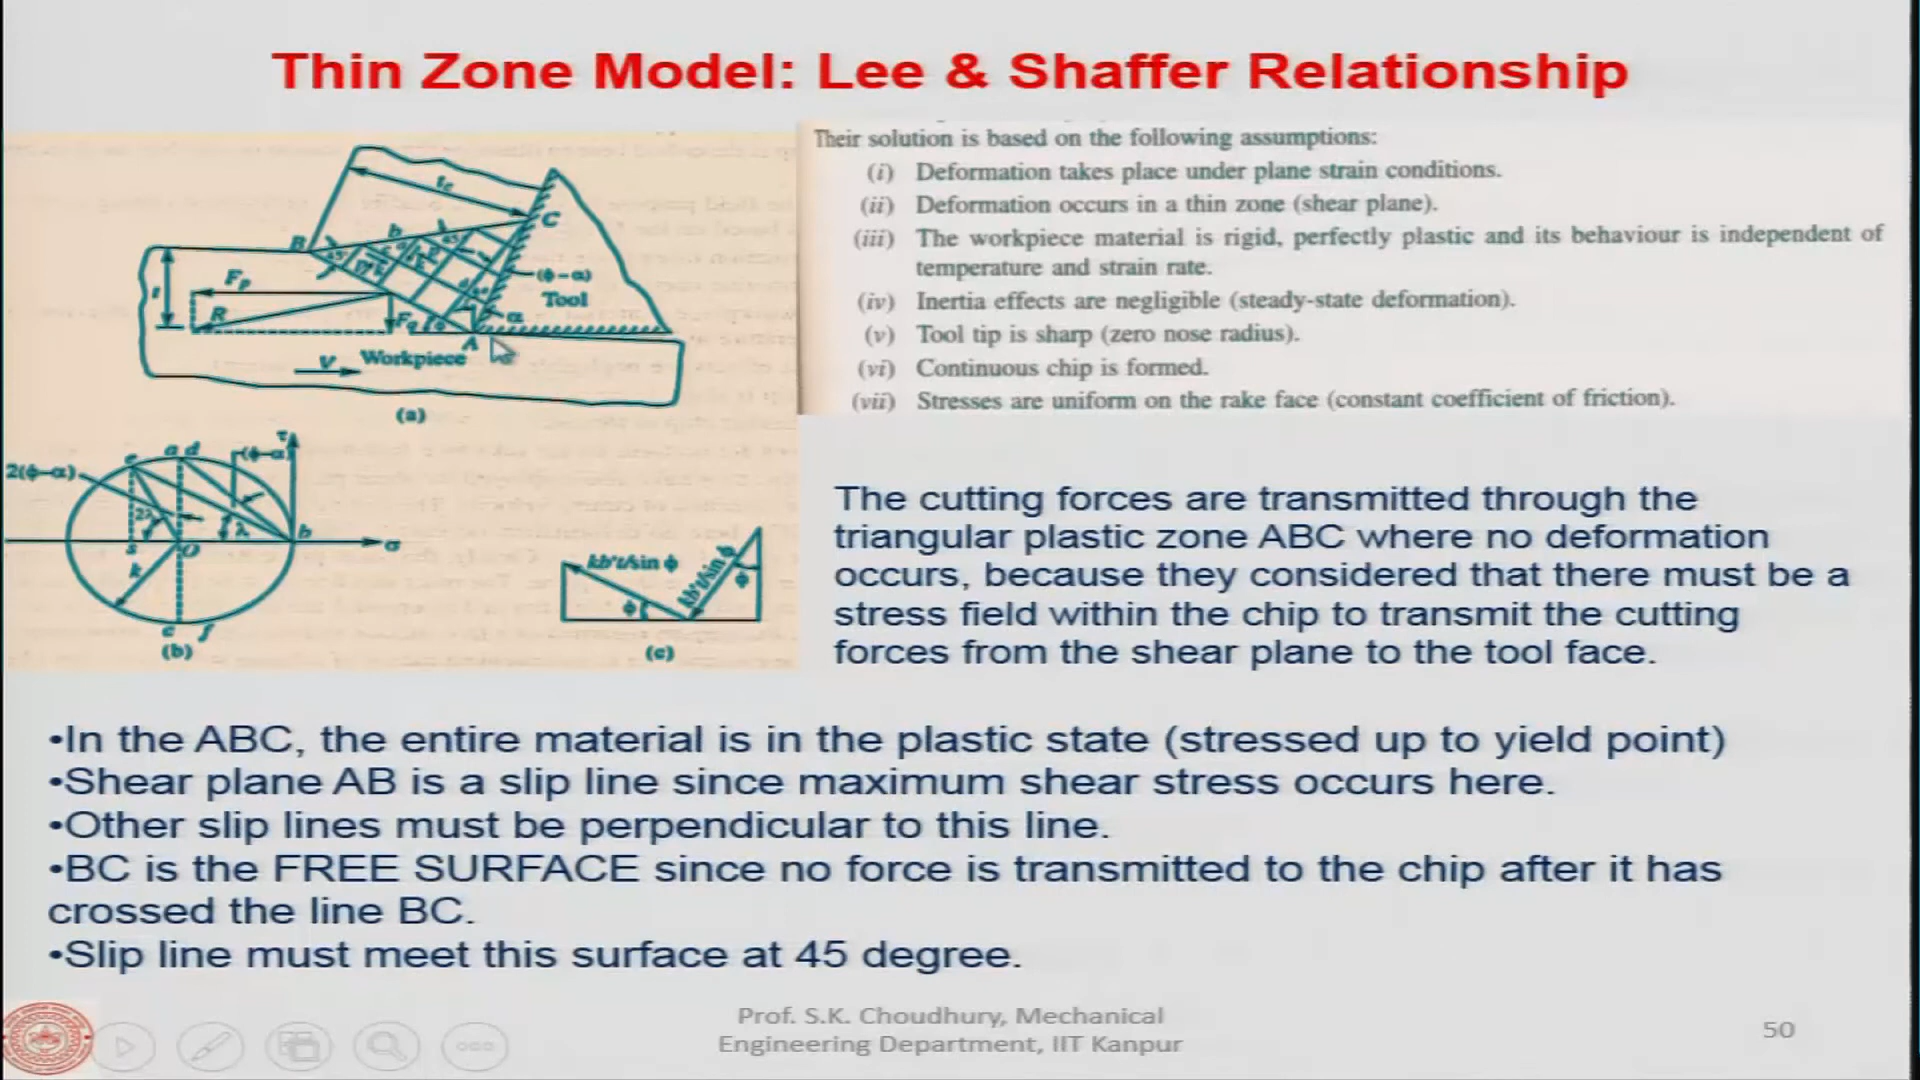 Thin Zone Model: Lee & Shaffer Relationship
Their solution is based on the following assumptions:
(i) Deformation takes place under plane strain conditions.
(ii) Deformation occurs in a thin zone (shear plane).
(iii) The workpiece material is rigid, perfectly plastic and its behaviour is independent of
temperature and strain rate.
(iv) Inertia effects are negligible (steady-state deformation).
(v) Tool tip is sharp (zero nose radius).
(vi) Continuous chip is formed.
(vii) Stresses are uniform on the rake face (constant coefficient of friction).
tc
C
B
b
(ϕ-α)
Tool
α
t
Fp
R
A
V
Workpiece
(a)
2(ϕ-α)
e
a d
τ
(ϕ-α)
2λ
λ
b
s
O
σ
k
c f
(b)
kb't/sin ϕ
kb't/sin ϕ
ϕ
ϕ
(c)
The cutting forces are transmitted through the
triangular plastic zone ABC where no deformation
occurs, because they considered that there must be a
stress field within the chip to transmit the cutting
forces from the shear plane to the tool face.
•In the ABC, the entire material is in the plastic state (stressed up to yield point)
•Shear plane AB is a slip line since maximum shear stress occurs here.
•Other slip lines must be perpendicular to this line.
•BC is the FREE SURFACE since no force is transmitted to the chip after it has
crossed the line BC.
•Slip line must meet this surface at 45 degree.
Prof. S.K. Choudhury, Mechanical
Engineering Department, IIT Kanpur
50